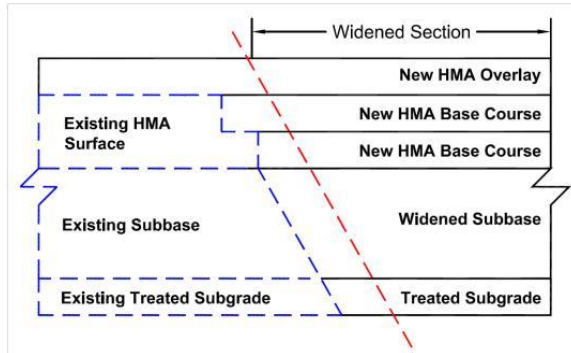 Widened Section
New HMA Overlay
New HMA Base Course
Existing HMA
Surface
New HMA Base Course
Existing Subbase
Widened Subbase
Existing Treated Subgrade
Treated Subgrade